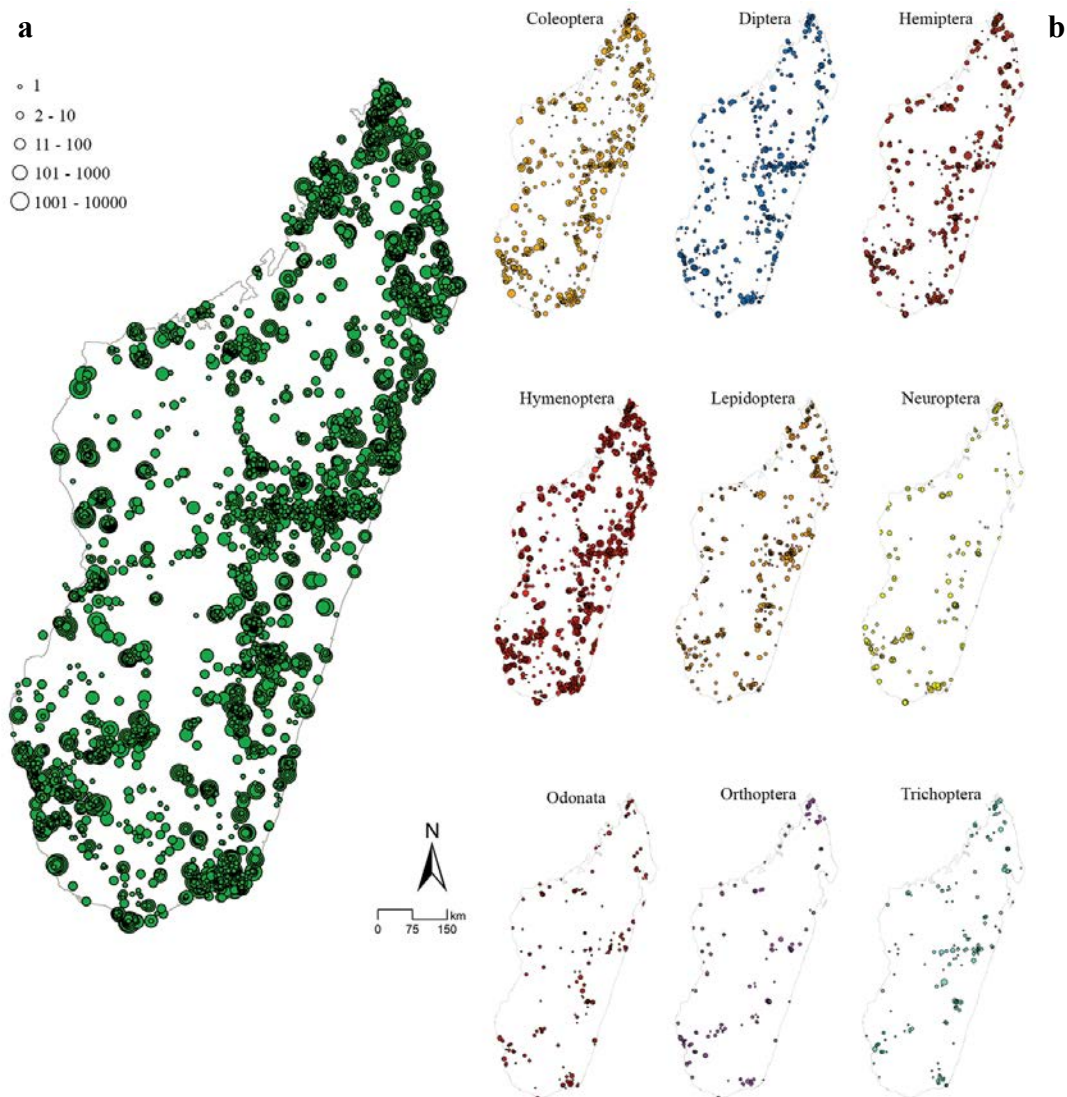 a
1
2 - 10
11 - 100
101 - 1000
1001 - 10000
N
km
0 75 150
b
Coleoptera Diptera Hemiptera
Hymenoptera Lepidoptera Neuroptera
Odonata Orthoptera Trichoptera